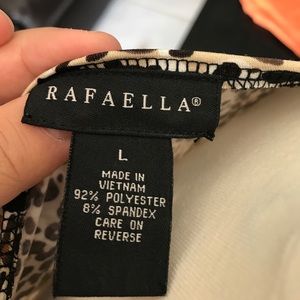 RAFAELLA®
L
MADE IN
VIETNAM
92% POLYESTER
8% SPANDEX
CARE ON
REVERSE